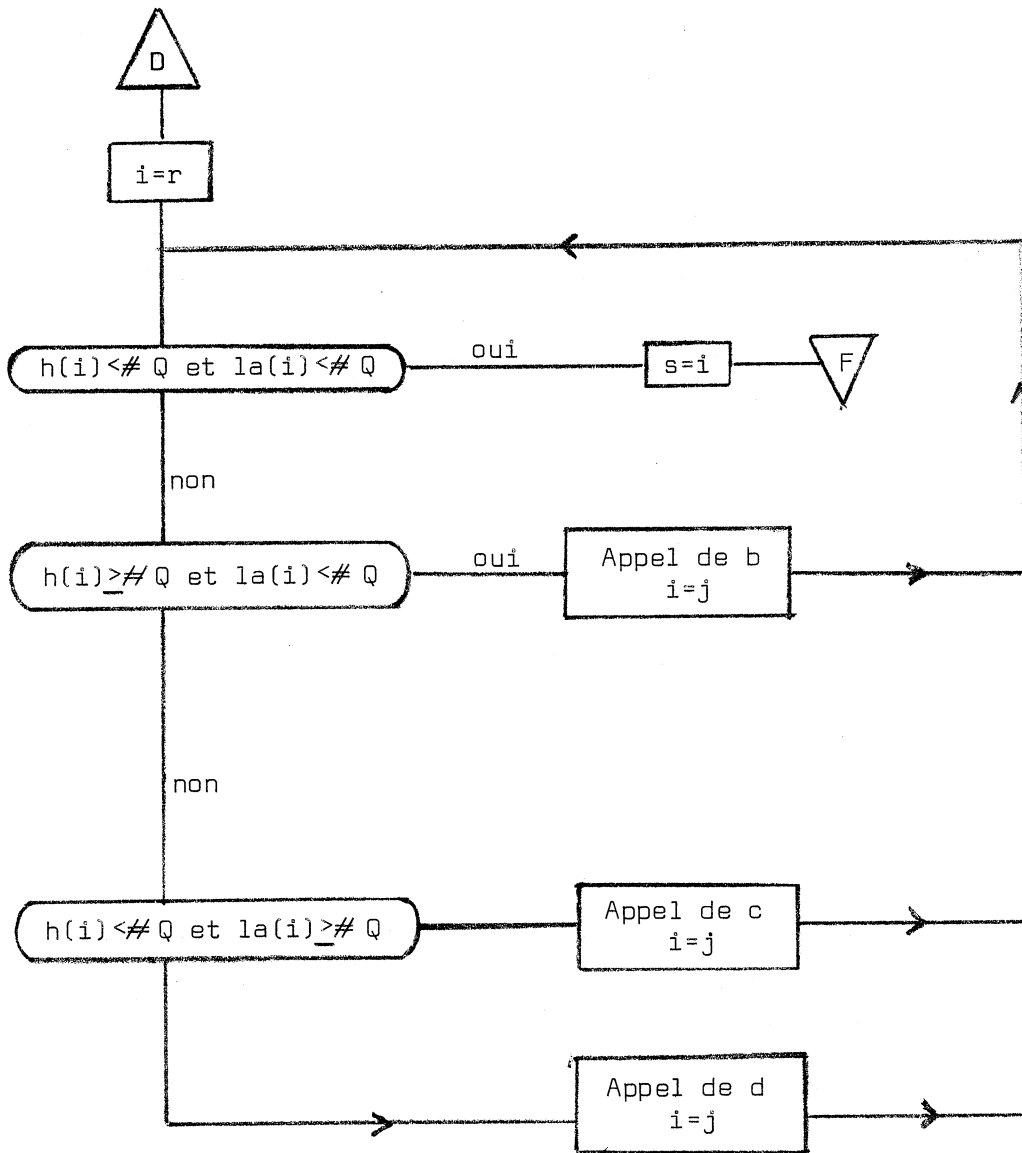 D
i=r
h(i)<# Q et la(i)<# Q
oui
s=i
F
non
h(i)≥# Q et la(i)<# Q
oui
Appel de b
i=j
non
h(i)<# Q et la(i)≥# Q
Appel de c
i=j
Appel de d
i=j